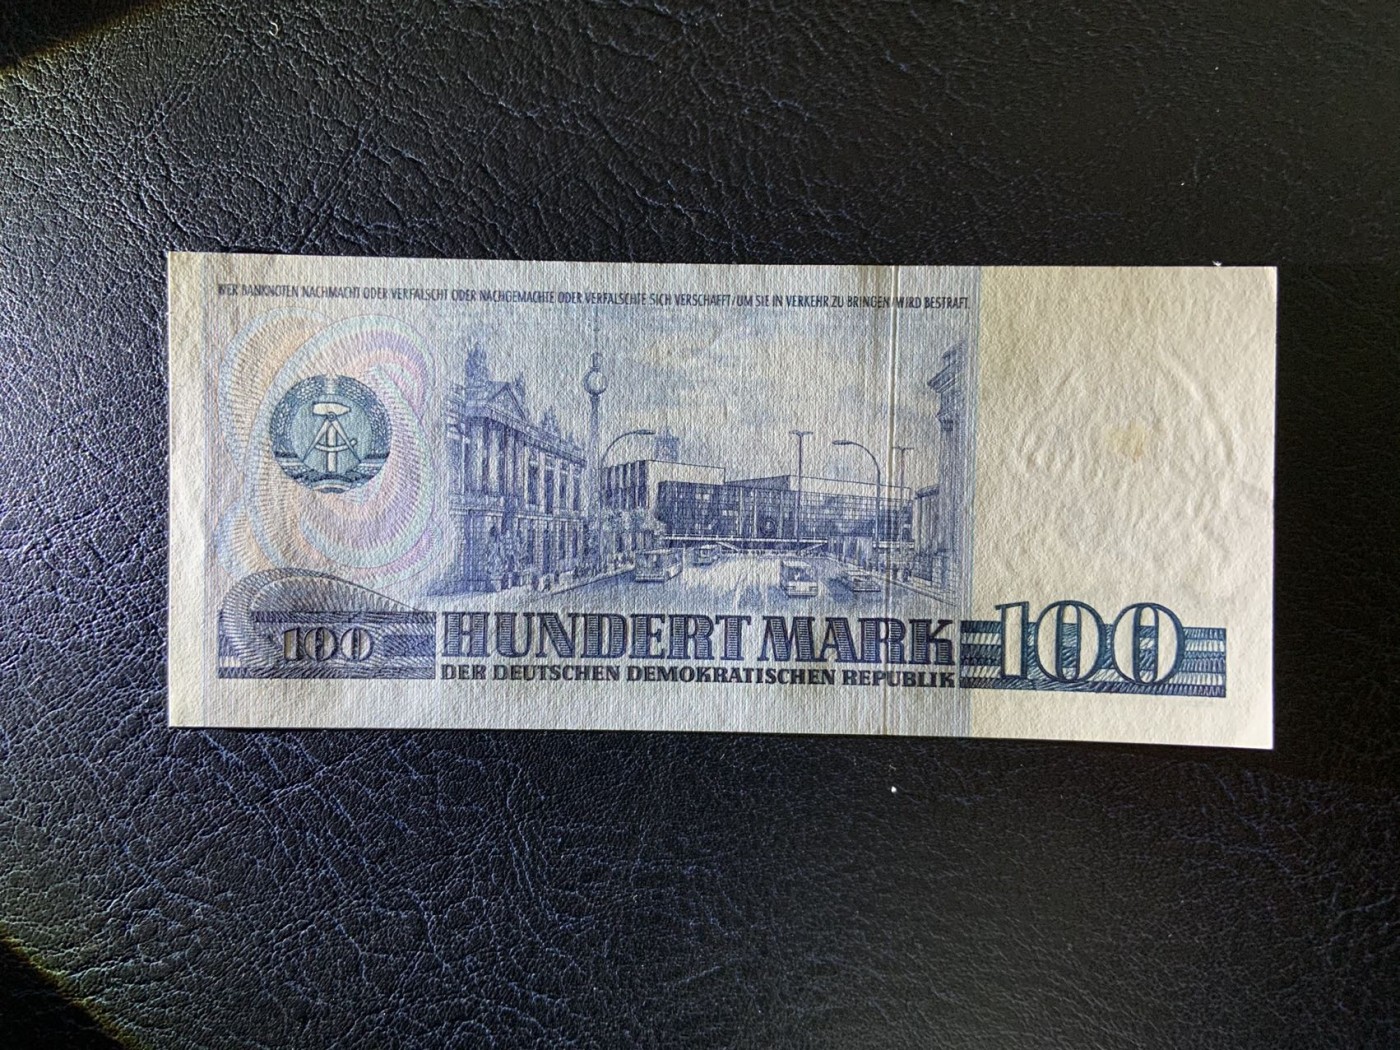 WER BANKNOTEN NACHMACHT ODER VERFÄLSCHT ODER NACHGEMACHTE ODER VERFÄLSCHTE SICH VERSCHAFFT/UM SIE IN VERKEHR ZU BRINGEN/WIRD BESTRAFT.
100
HUNDERT MARK
100
DER DEUTSCHEN DEMOKRATISCHEN REPUBLIK